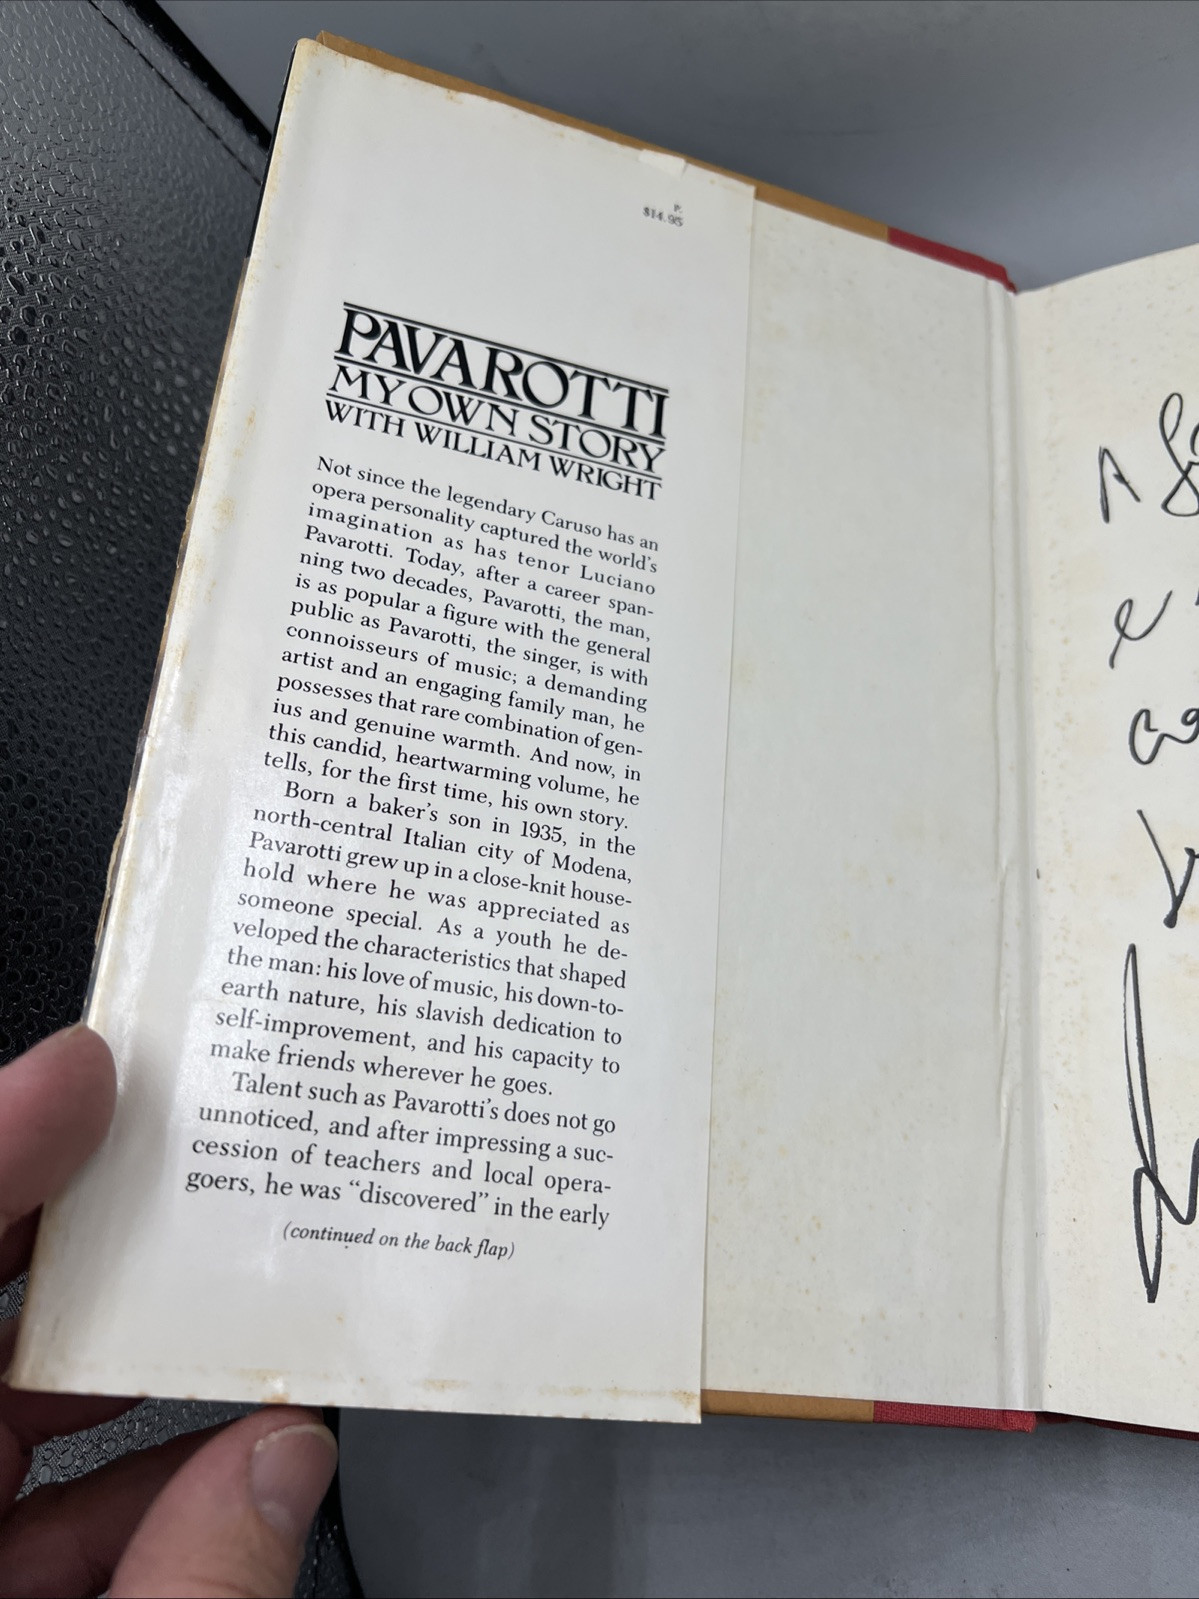 P.
$14.95
PAVAROTTI
MY OWN STORY
WITH WILLIAM WRIGHT
Not since the legendary Caruso has an
opera personality captured the world's
imagination as has tenor Luciano
Pavarotti. Today, after a career span-
ning two decades, Pavarotti, the man,
is as popular a figure with the general
public as Pavarotti, the singer, is with
connoisseurs of music; a demanding
artist and an engaging family man, he
possesses that rare combination of gen-
ius and genuine warmth. And now, in
this candid, heartwarming volume, he
tells, for the first time, his own story.
Born a baker's son in 1935, in the
north-central Italian city of Modena,
Pavarotti grew up in a close-knit house-
hold where he was appreciated as
someone special. As a youth he de-
veloped the characteristics that shaped
the man: his love of music, his down-to-
earth nature, his slavish dedication to
self-improvement, and his capacity to
make friends wherever he goes.
Talent such as Pavarotti's does not go
unnoticed, and after impressing a suc-
cession of teachers and local opera-
goers, he was "discovered" in the early
(continued on the back flap)